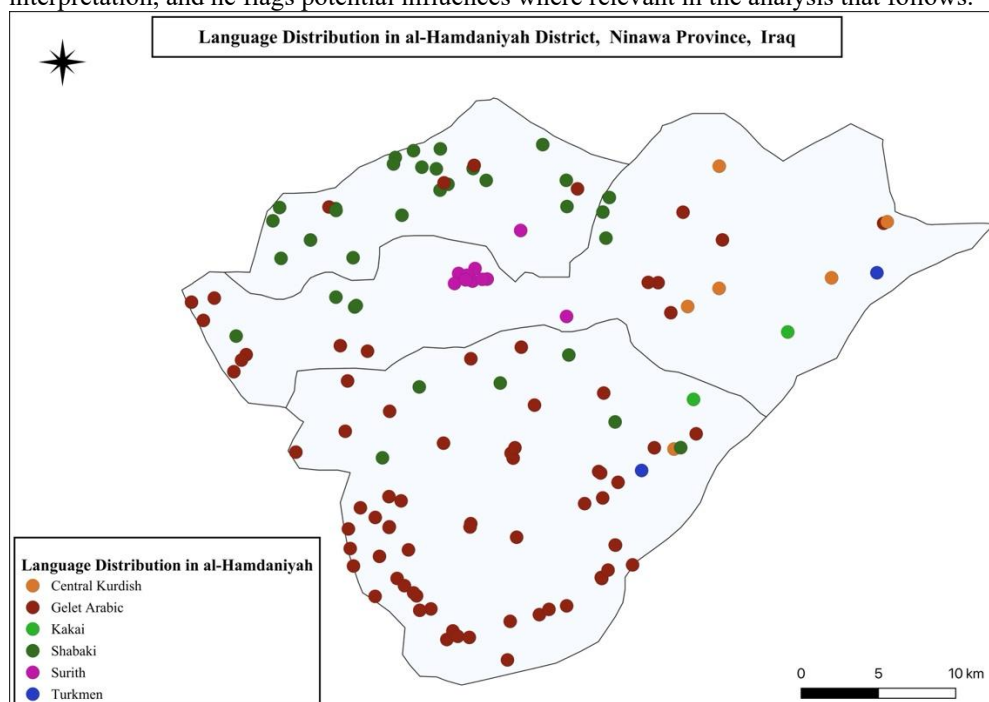 interpretation, and he flags potential influences where relevant in the analysis that follows.
Language Distribution in al-Hamdaniyah District, Ninawa Province, Iraq
Language Distribution in al-Hamdaniyah
Central Kurdish
Gelet Arabic
Kakai
Shabaki
Surith
Turkmen
0 5 10 km